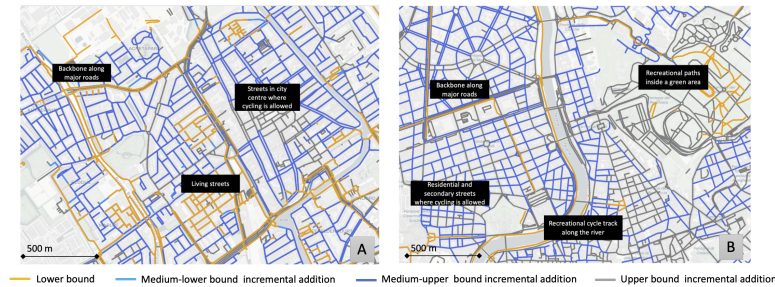 Backbone along
major roads
Streets in city
centre where
cycling is allowed
Living streets
500 m
A
Recreational paths
inside a green area
Backbone along
major roads
Residential and
secondary streets
where cycling is allowed
Recreational cycle track
along the river
500 m
B
Lower bound
Medium-lower bound incremental addition
Medium-upper bound incremental addition
Upper bound incremental addition